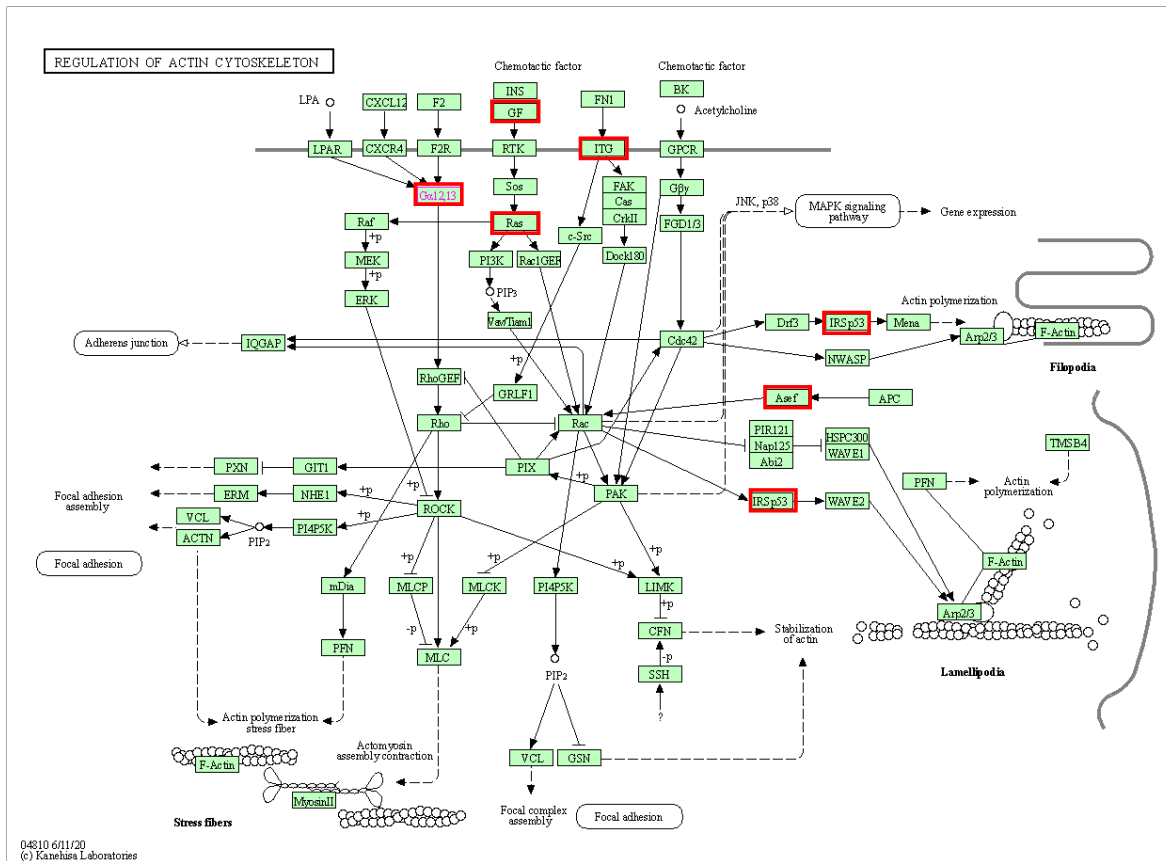 REGULATION OF ACTIN CYTOSKELETON
Chemotactic factor
Chemotactic factor
LPA
CXCL12
F2
INS
GF
FN1
BK
Acetylcholine
LPAR
CXCR4
F2R
RTK
ITG
GPCR
Gα12,13
Sos
FAK
Cas
CrkII
Gβγ
JNK, p38
MAPK signaling
pathway
Gene expression
Raf
Ras
c-Src
FGD1/3
+p
MEK
PI3K
Rac1GEF
Dock180
+p
ERK
PIP3
Vav
Tiam1
Actin polymerization
Drf3
IRSp53
Mena
Arp2/3
F-Actin
Adherens junction
IQGAP
+p
Cdc42
NWASP
Filopodia
RhoGEF
GRLF1
Asef
APC
Rho
Rac
PIR121
Nap125
Abi2
HSPC300
WAVE1
TMSB4
PXN
GIT1
PIX
PFN
Actin
polymerization
Focal adhesion
assembly
ERM
NHE1
+p
+p
PAK
IRSp53
WAVE2
ROCK
VCL
ACTN
PIP2
PI4P5K
+p
Focal adhesion
+p
+p
+p
+p
F-Actin
mDia
MLCP
MLCK
PI4P5K
LIMK
+p
Arp2/3
-p
+p
CFN
Stabilization
of actin
PFN
MLC
-p
PIP2
SSH
Lamellipodia
?
Actin polymerization
stress fiber
Actomyosin
assembly contraction
F-Actin
VCL
GSN
MyosinII
Stress fibers
Focal complex
assembly
Focal adhesion
04810 6/11/20
(c) Kanehisa Laboratories